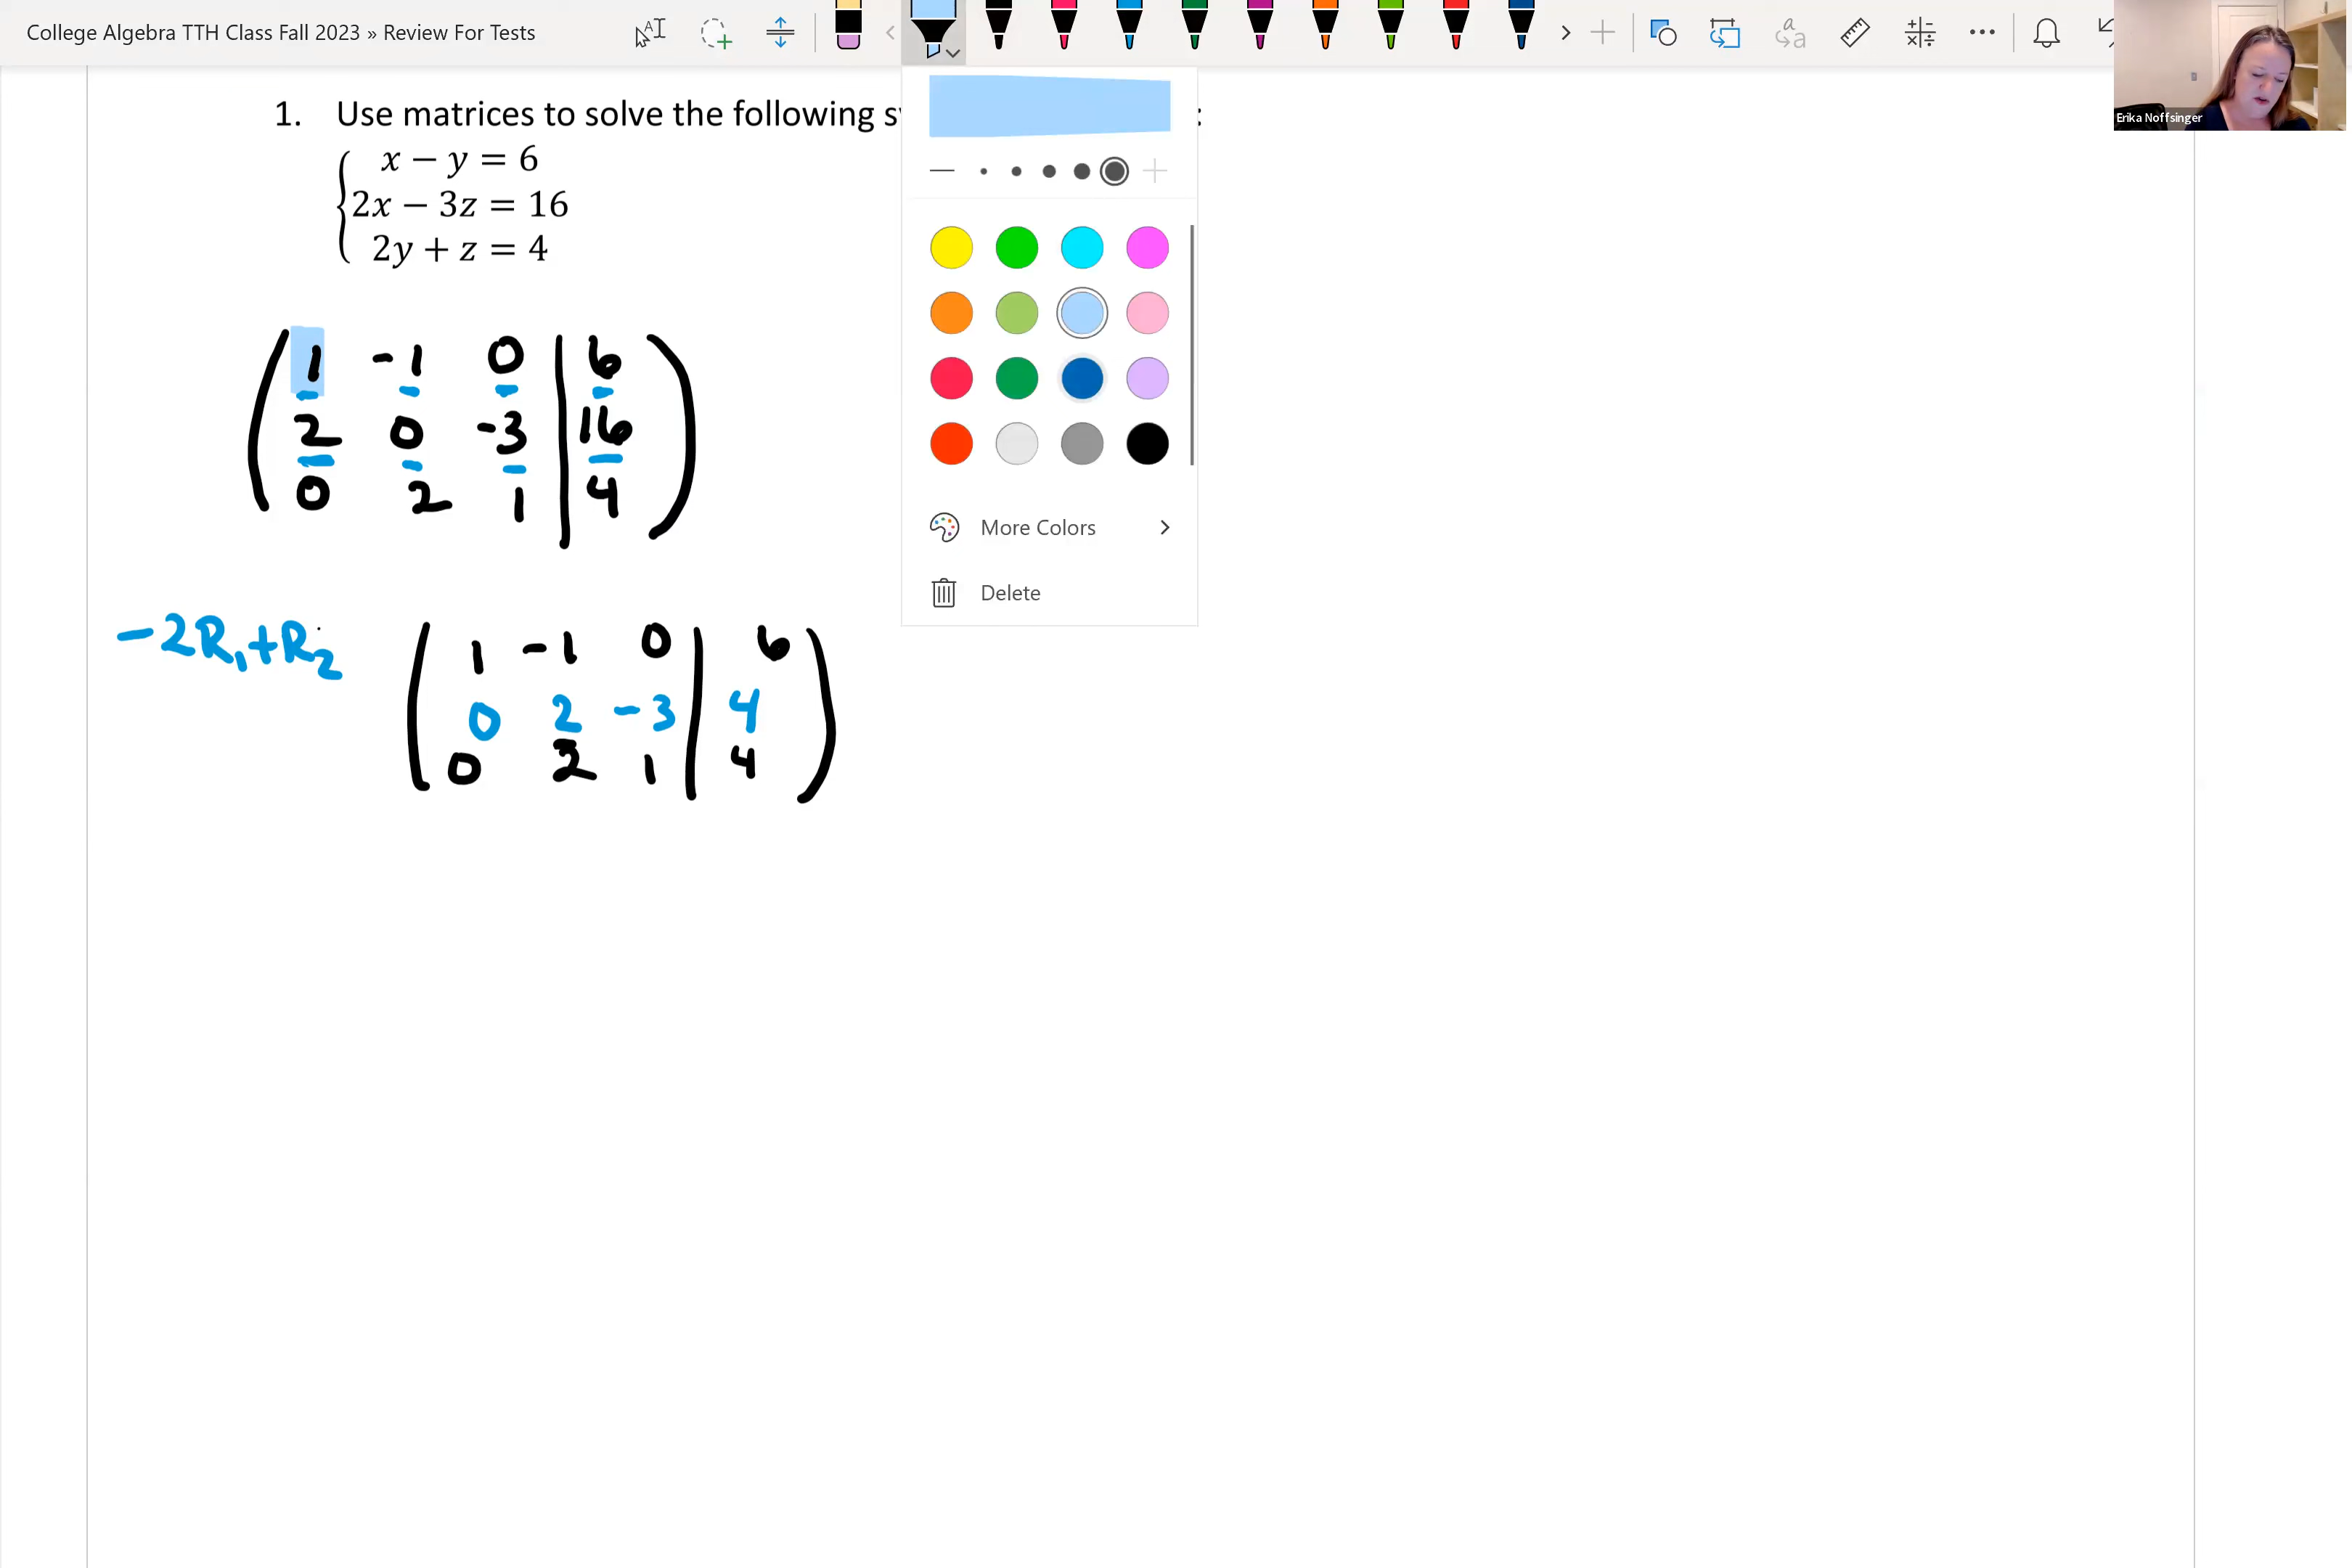 College Algebra TTH Class Fall 2023 » Review For Tests
Erika Noffsinger
1. Use matrices to solve the following :
x − y = 6
2x − 3z = 16
2y + z = 4
1 -1 0 | 6
2 0 -3 | 16
0 2 1 | 4
-2R₁+R₂
1 -1 0 | 6
0 2 -3 | 4
0 2 1 | 4
More Colors
Delete